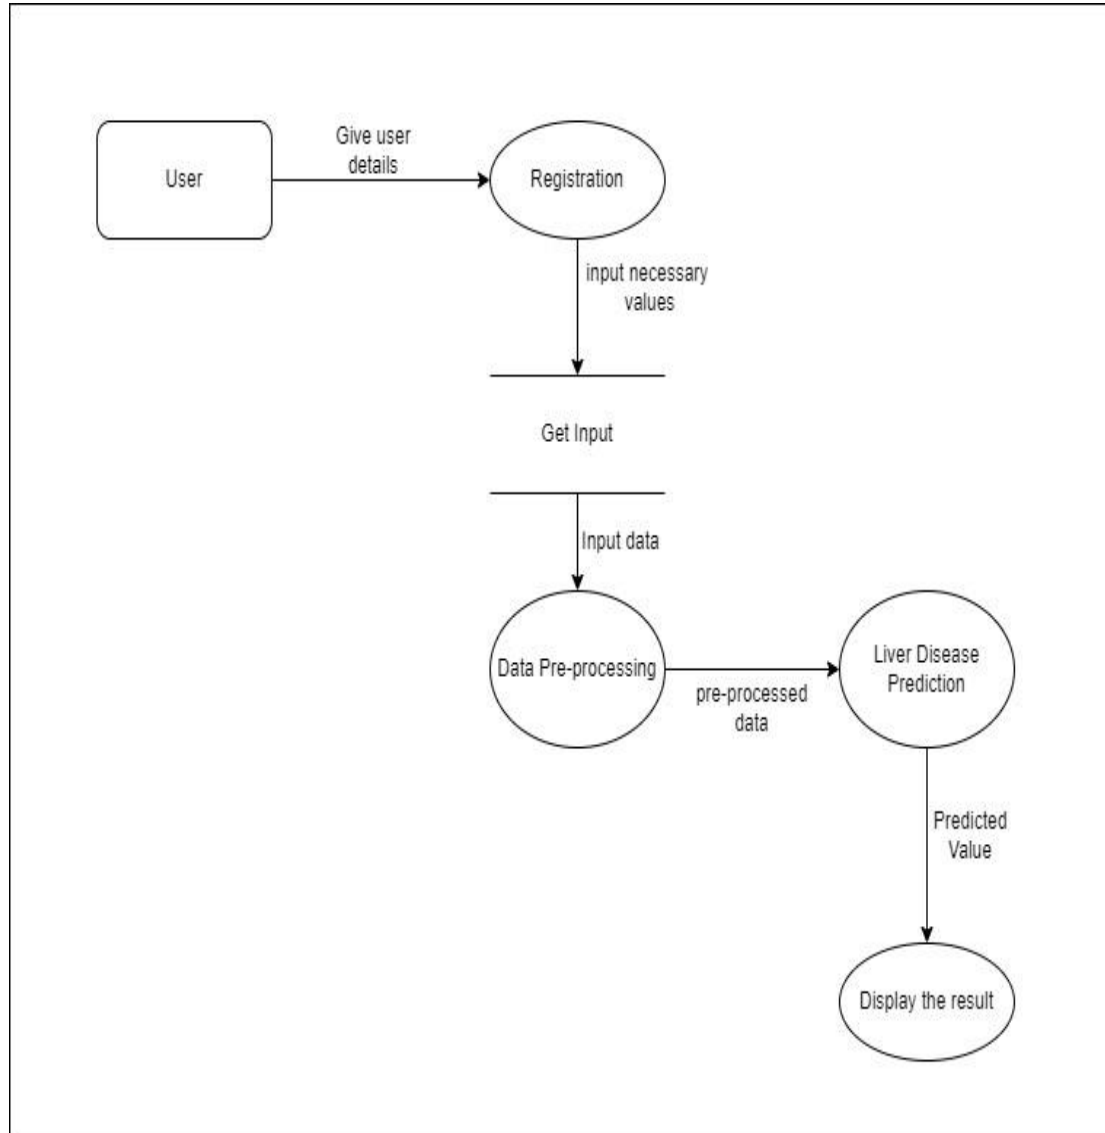 Give user
details
User
Registration
input necessary
values
Get Input
Input data
Data Pre-processing
Liver Disease
Prediction
pre-processed
data
Predicted
Value
Display the result